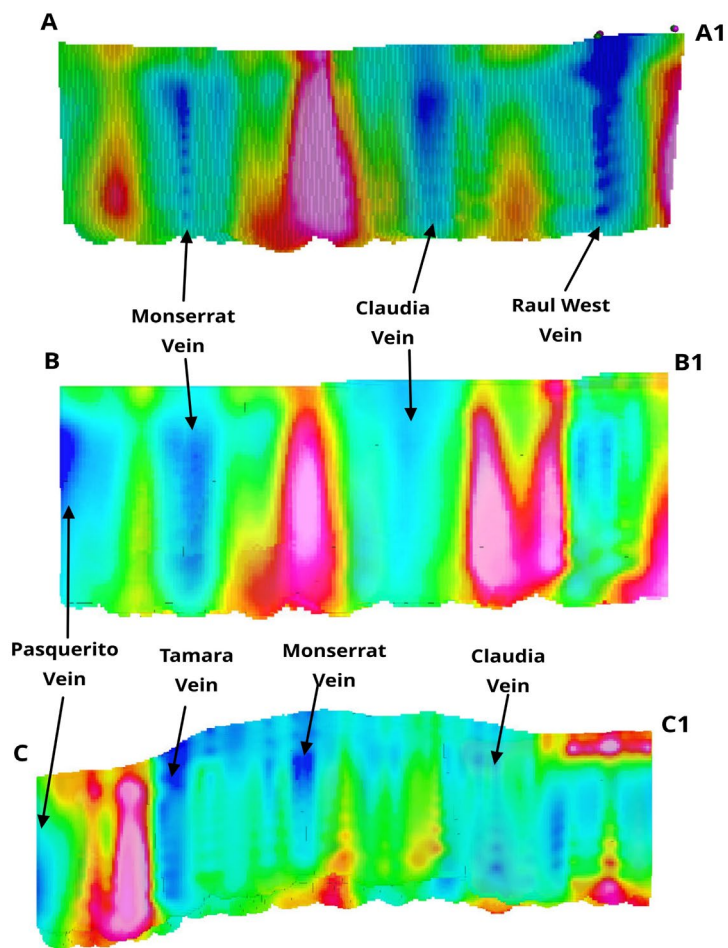 A
A1
Monserrat
Vein
Claudia
Vein
Raul West
Vein
B
B1
Pasquerito
Vein
Tamara
Vein
Monserrat
Vein
Claudia
Vein
C
C1